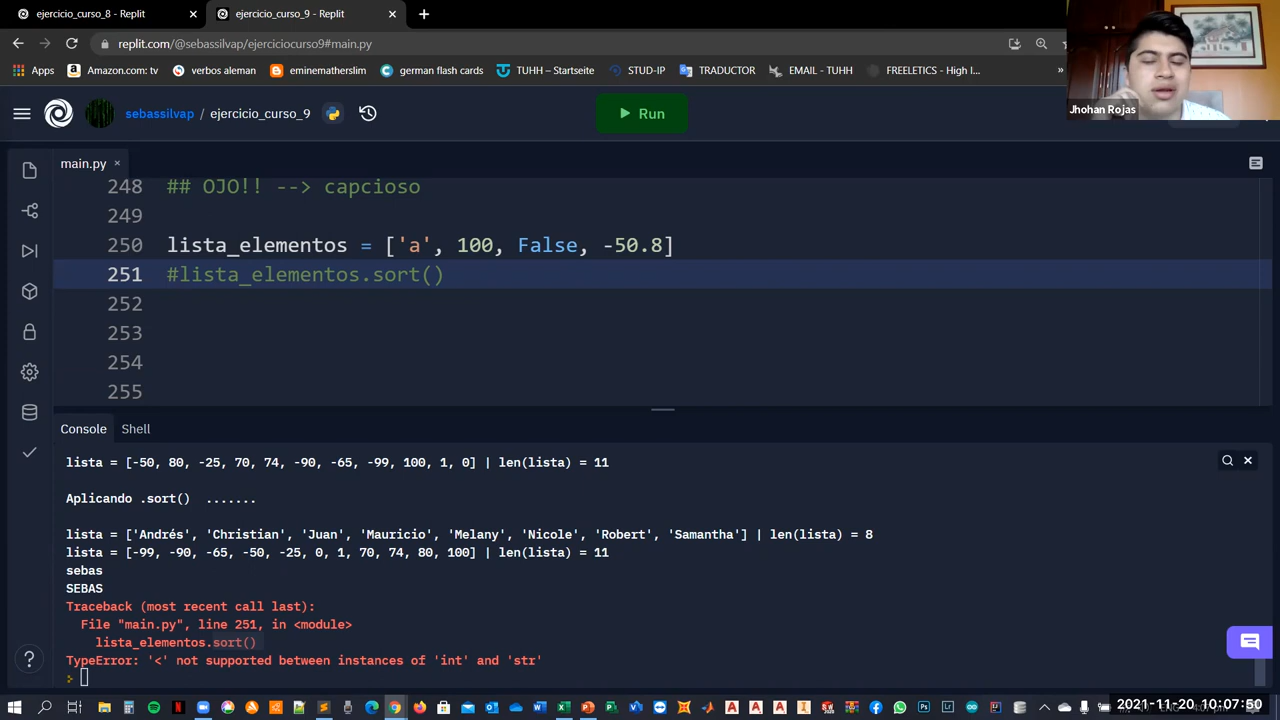 ejercicio_curso_8 - Replit
ejercicio_curso_9 - Replit
replit.com/@sebassilvap/ejerciciocurso9#main.py
Apps
Amazon.com: tv
verbos aleman
eminematherslim
german flash cards
TUHH – Startseite
STUD-IP
TRADUCTOR
EMAIL - TUHH
FREELETICS - High I...
»
Jhohan Rojas
sebassilvap / ejercicio_curso_9
Run
main.py
248 ## OJO!! --> capcioso
249
250 lista_elementos = ['a', 100, False, -50.8]
251 #lista_elementos.sort()
252
253
254
255
Console
Shell
lista = [-50, 80, -25, 70, 74, -90, -65, -99, 100, 1, 0] | len(lista) = 11
Aplicando .sort() .......
lista = ['Andrés', 'Christian', 'Juan', 'Mauricio', 'Melany', 'Nicole', 'Robert', 'Samantha'] | len(lista) = 8
lista = [-99, -90, -65, -50, -25, 0, 1, 70, 74, 80, 100] | len(lista) = 11
sebas
SEBAS
Traceback (most recent call last):
File "main.py", line 251, in <module>
lista_elementos.sort()
TypeError: '<' not supported between instances of 'int' and 'str'
2021-11-20 10:07:50